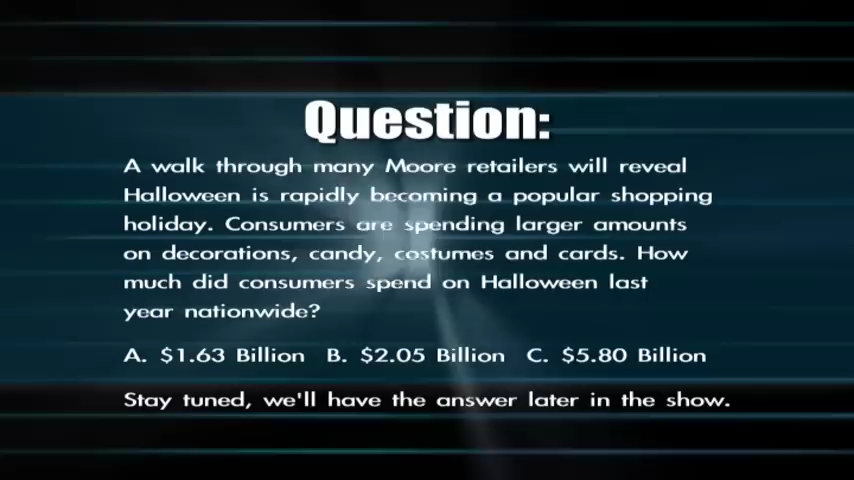 Question:
A walk through many Moore retailers will reveal
Halloween is rapidly becoming a popular shopping
holiday. Consumers are spending larger amounts
on decorations, candy, costumes and cards. How
much did consumers spend on Halloween last
year nationwide?
A. $1.63 Billion B. $2.05 Billion C. $5.80 Billion
Stay tuned, we'll have the answer later in the show.